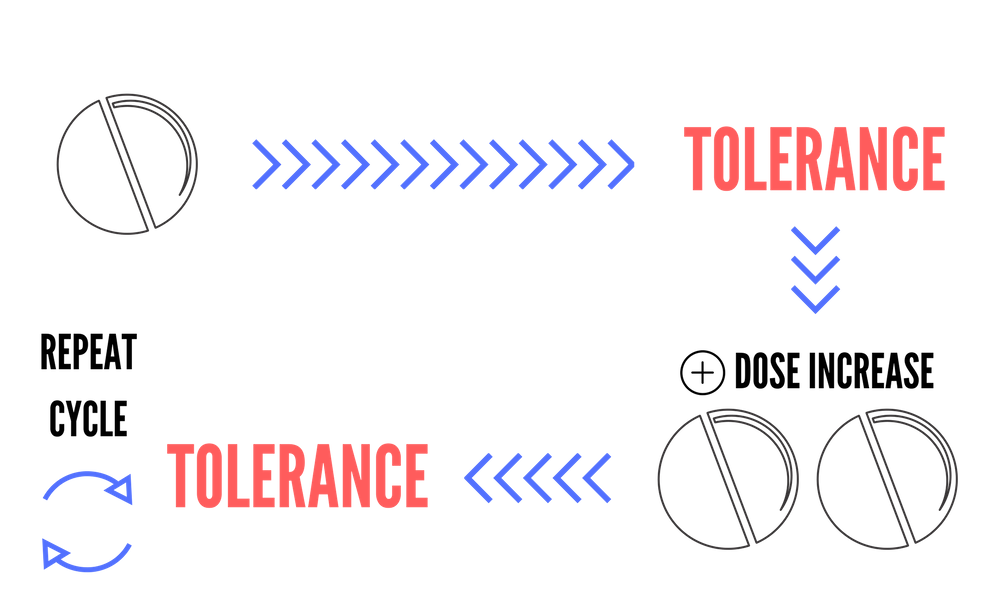 TOLERANCE
DOSE INCREASE
TOLERANCE
REPEAT
CYCLE